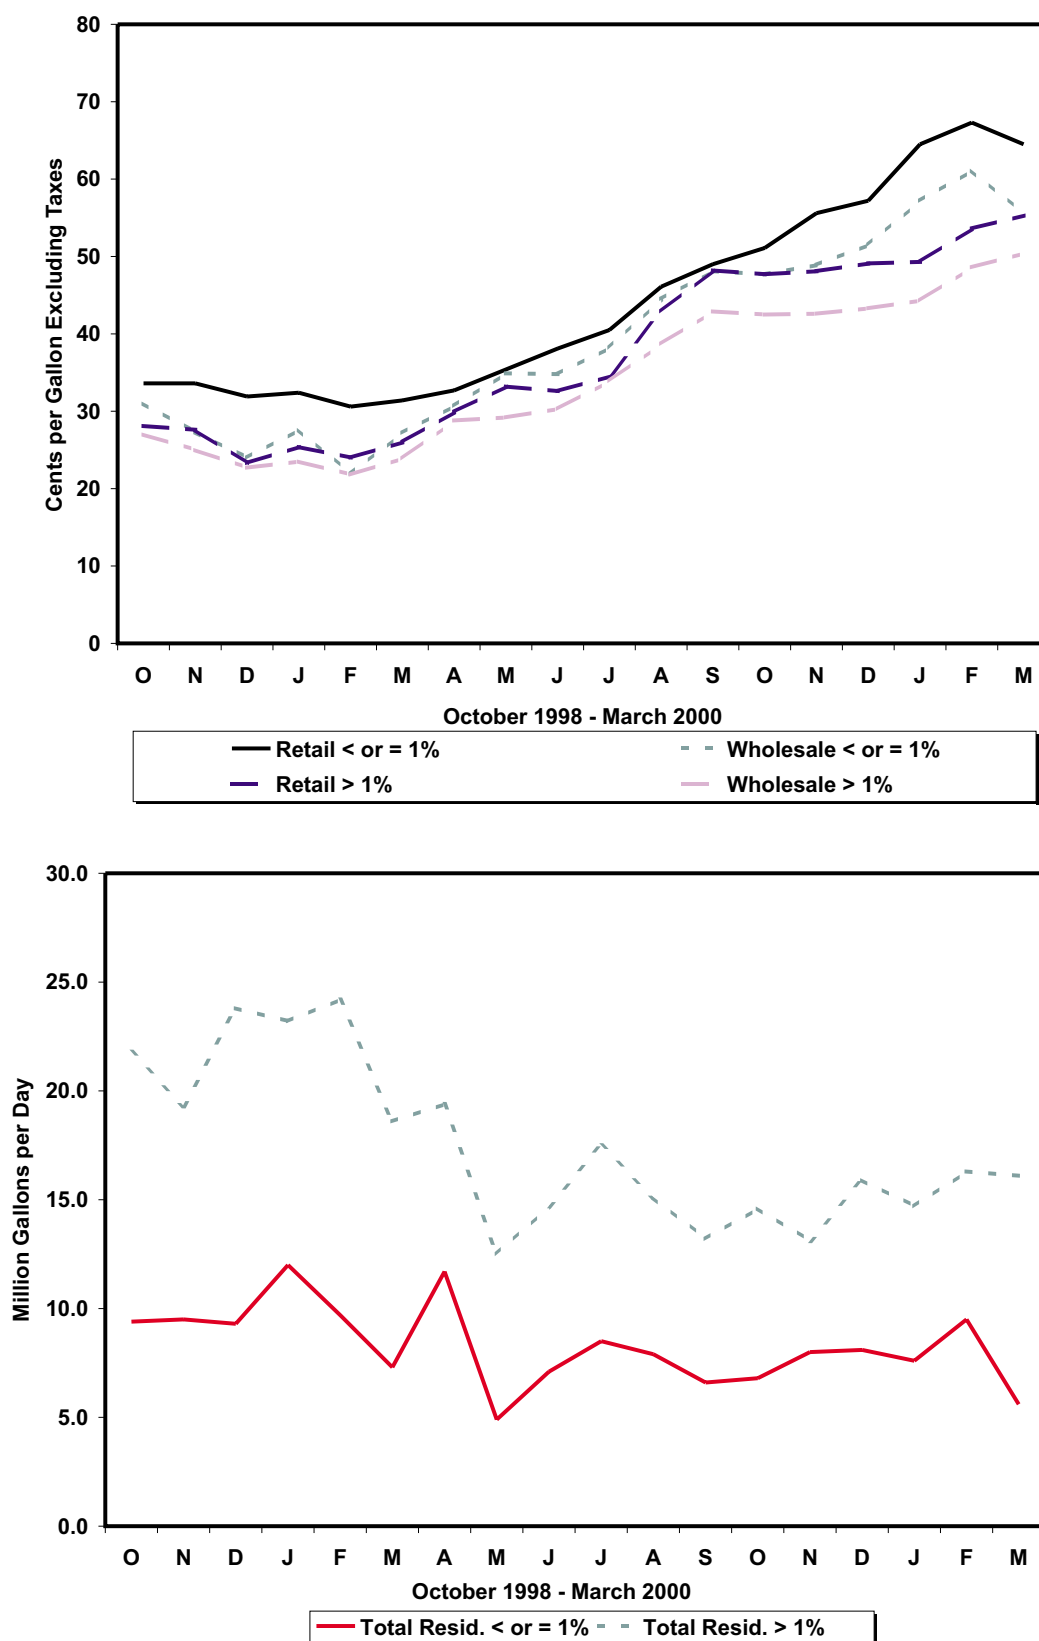 80
70
60
50
40
30
20
10
0
Cents per Gallon Excluding Taxes
O N D J F M A M J J A S O N D J F M
October 1998 - March 2000
Retail < or = 1% Wholesale < or = 1%
Retail > 1% Wholesale > 1%
30.0
25.0
20.0
15.0
10.0
5.0
0.0
Million Gallons per Day
O N D J F M A M J J A S O N D J F M
October 1998 - March 2000
Total Resid. < or = 1% Total Resid. > 1%